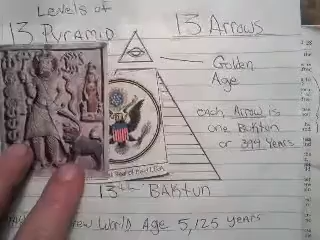 Levels of
13 Pyramid 13 Arrows
Golden
Age
each Arrow is
one Baktun
or 394 Years
13th BAKtun
New World Age 5,125 years